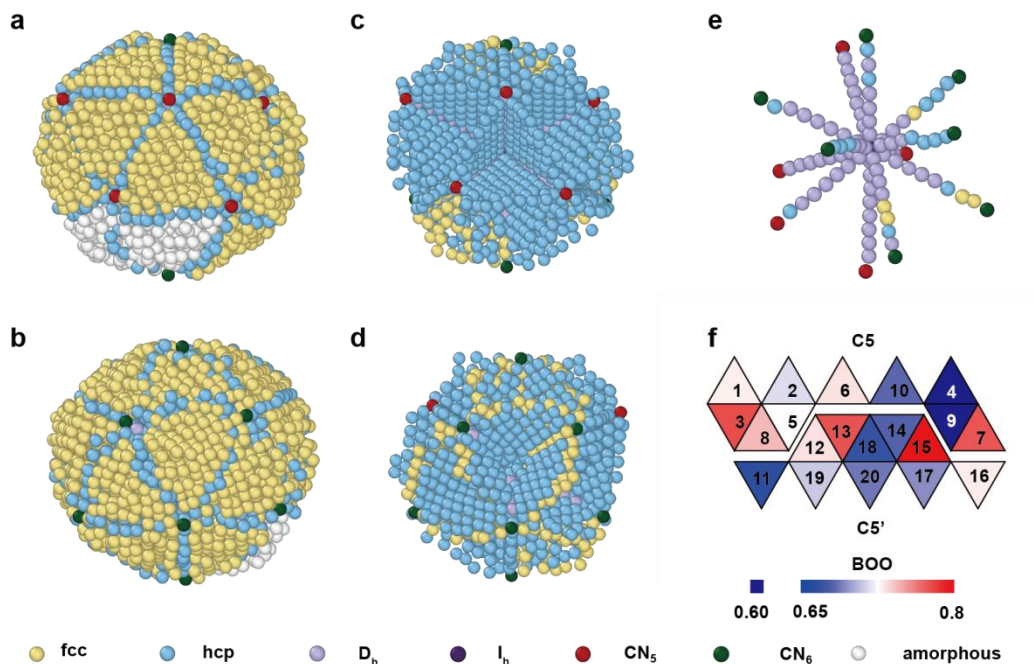 a
c
e
b
d
f
C5
1 2 6 10 4
3 8 5 12 13 18 14 15 9 7
11 19 20 17 16
C5'
BOO
0.60 0.65 0.8
fcc hcp Dh Ih CN5 CN6 amorphous